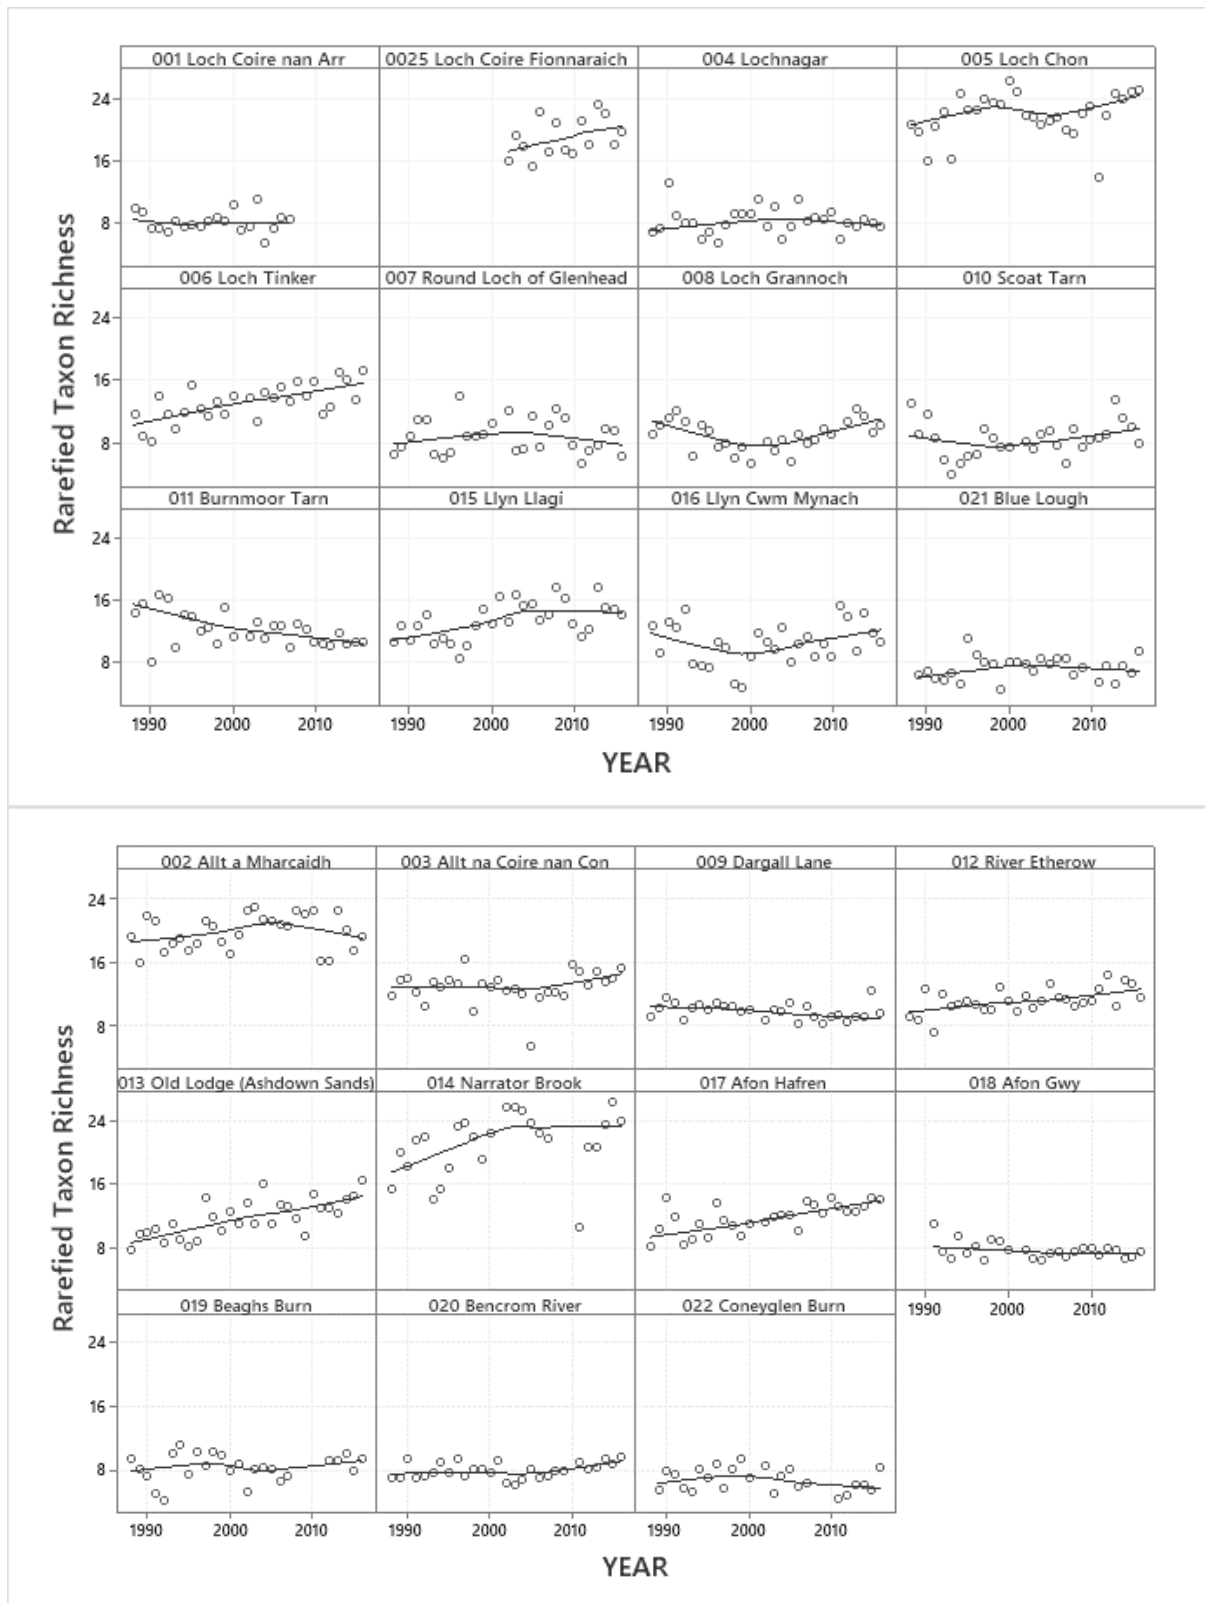 001 Loch Coire nan Arr 0025 Loch Coire Fionnaraich 004 Lochnagar 005 Loch Chon
24
16
8
006 Loch Tinker 007 Round Loch of Glenhead 008 Loch Grannoch 010 Scoat Tarn
24
16
8
011 Burnmoor Tarn 015 Llyn Llagi 016 Llyn Cwm Mynach 021 Blue Lough
24
16
8
Rarefied Taxon Richness
1990 2000 2010 1990 2000 2010 1990 2000 2010 1990 2000 2010
YEAR
002 Allt a Mharcaidh 003 Allt na Coire nan Con 009 Dargall Lane 012 River Etherow
24
16
8
013 Old Lodge (Ashdown Sands) 014 Narrator Brook 017 Afon Hafren 018 Afon Gwy
24
16
8
1990 2000 2010
019 Beaghs Burn 020 Bencrom River 022 Coneyglen Burn
24
16
8
Rarefied Taxon Richness
1990 2000 2010 1990 2000 2010 1990 2000 2010
YEAR